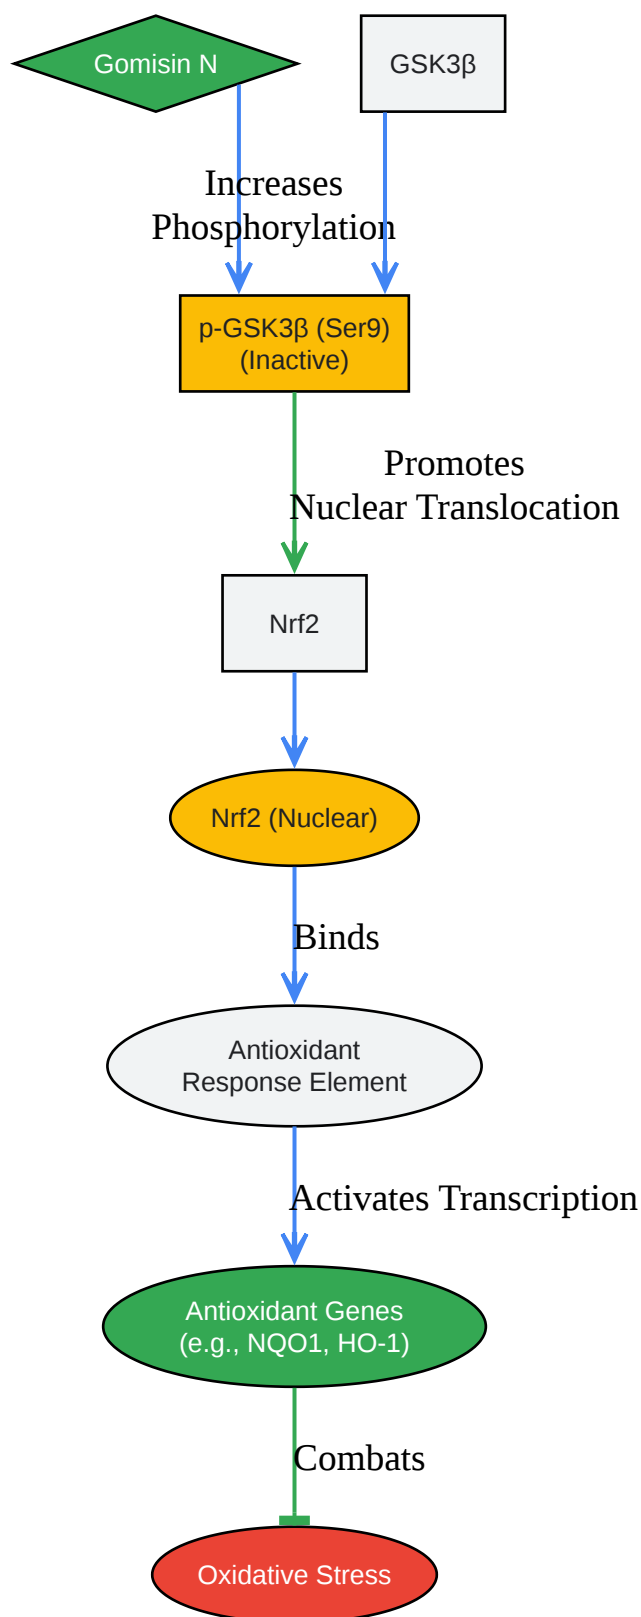 Gomisin N
GSK3β
Increases
Phosphorylation
p-GSK3β (Ser9)
(Inactive)
Promotes
Nuclear Translocation
Nrf2
Nrf2 (Nuclear)
Binds
Antioxidant
Response Element
Activates Transcription
Antioxidant Genes
(e.g., NQO1, HO-1)
Combats
Oxidative Stress